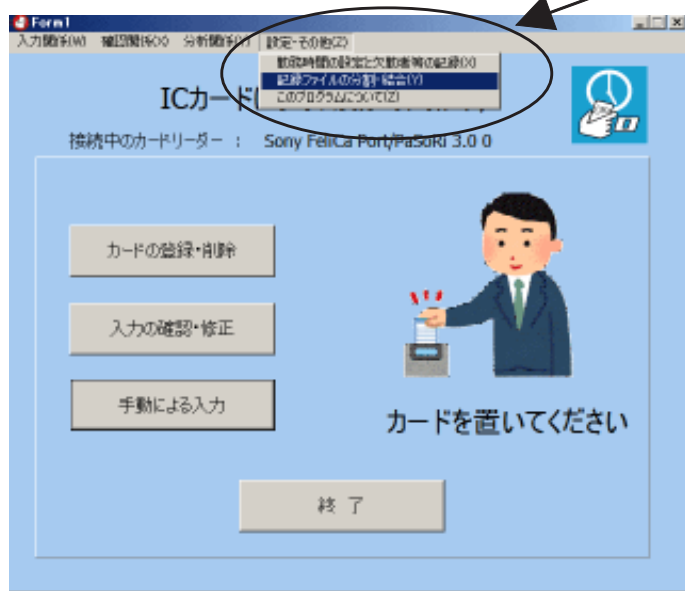 Form1
入力関係(W) 確認関係(X) 分析関係(Y) 設定・その他(Z)
勤務時間の設定と欠勤者等の記録(X)
記録ファイルの分割・結合(Y)
このプログラムについて(Z)
ICカード
接続中のカードリーダー : Sony FeliCa Port/PaSoRi 3.0 0
カードの登録・削除
入力の確認・修正
手動による入力
カードを置いてください
終 了